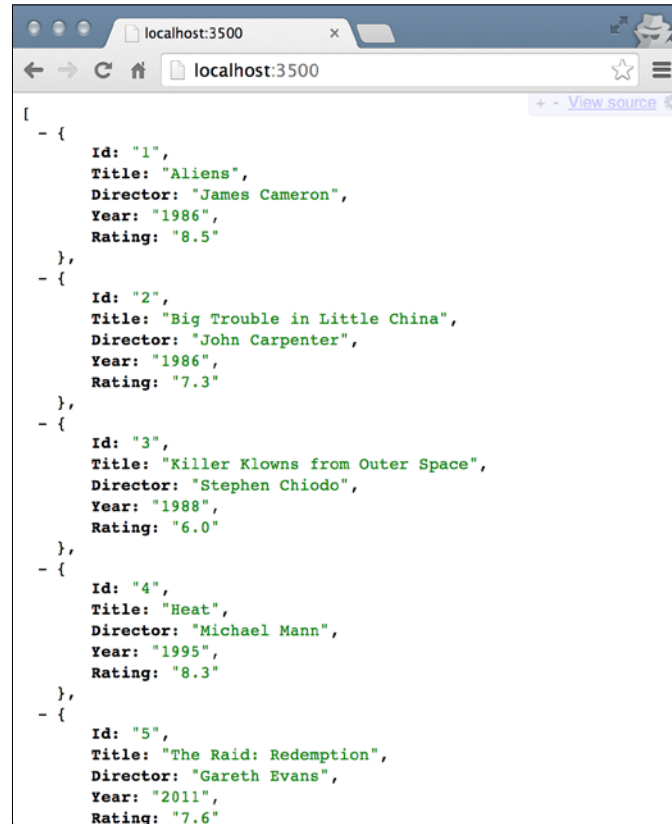 localhost:3500
localhost:3500
+ - View source
[
- {
Id: "1",
Title: "Aliens",
Director: "James Cameron",
Year: "1986",
Rating: "8.5"
},
- {
Id: "2",
Title: "Big Trouble in Little China",
Director: "John Carpenter",
Year: "1986",
Rating: "7.3"
},
- {
Id: "3",
Title: "Killer Klowns from Outer Space",
Director: "Stephen Chiodo",
Year: "1988",
Rating: "6.0"
},
- {
Id: "4",
Title: "Heat",
Director: "Michael Mann",
Year: "1995",
Rating: "8.3"
},
- {
Id: "5",
Title: "The Raid: Redemption",
Director: "Gareth Evans",
Year: "2011",
Rating: "7.6"